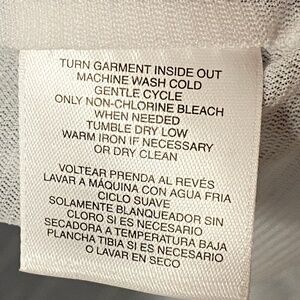 TURN GARMENT INSIDE OUT
MACHINE WASH COLD
GENTLE CYCLE
ONLY NON-CHLORINE BLEACH
WHEN NEEDED
TUMBLE DRY LOW
WARM IRON IF NECESSARY
OR DRY CLEAN
VOLTEAR PRENDA AL REVÉS
LAVAR A MÁQUINA CON AGUA FRIA
CICLO SUAVE
SOLAMENTE BLANQUEADOR SIN
CLORO SI ES NECESARIO
SECADORA A TEMPERATURA BAJA
PLANCHA TIBIA SI ES NECESARIO
O LAVAR EN SECO